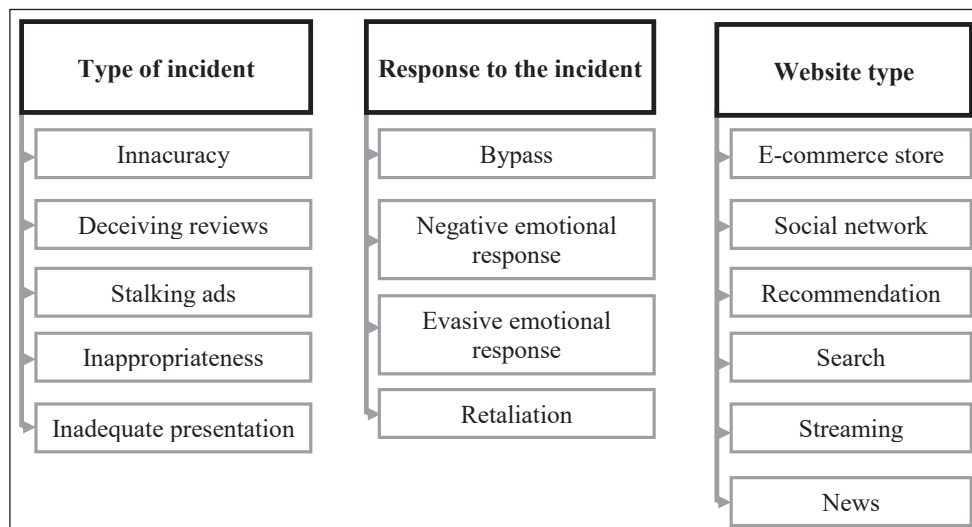 Type of incident
Innacuracy
Deceiving reviews
Stalking ads
Inappropriateness
Inadequate presentation
Response to the incident
Bypass
Negative emotional
response
Evasive emotional
response
Retaliation
Website type
E-commerce store
Social network
Recommendation
Search
Streaming
News